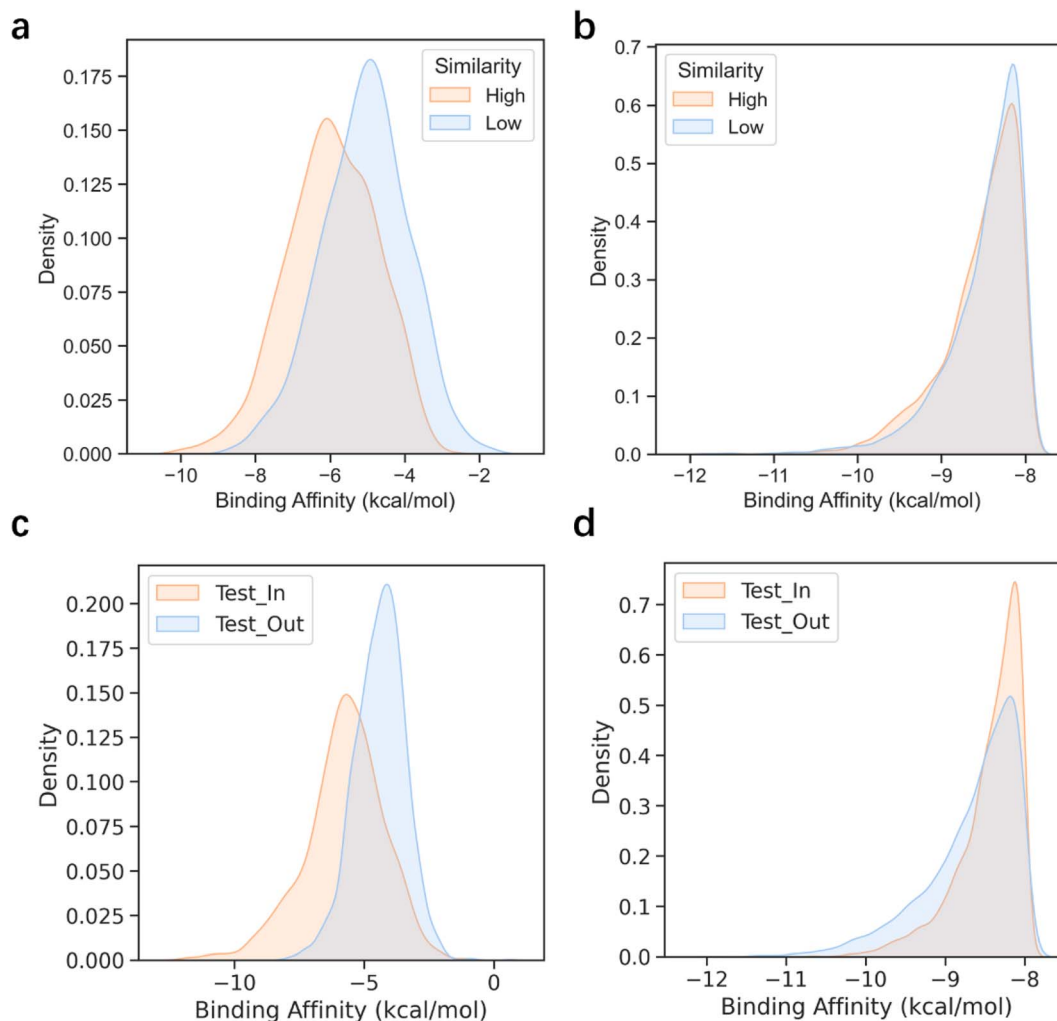 a
Similarity
High
Low
0.175
0.150
0.125
0.100
0.075
0.050
0.025
0.000
Density
−10
−8
−6
−4
−2
Binding Affinity (kcal/mol)
b
Similarity
High
Low
0.7
0.6
0.5
0.4
0.3
0.2
0.1
0.0
Density
−12
−11
−10
−9
−8
Binding Affinity (kcal/mol)
c
Test_In
Test_Out
0.200
0.175
0.150
0.125
0.100
0.075
0.050
0.025
0.000
Density
−10
−5
0
Binding Affinity (kcal/mol)
d
Test_In
Test_Out
0.7
0.6
0.5
0.4
0.3
0.2
0.1
0.0
Density
−12
−11
−10
−9
−8
Binding Affinity (kcal/mol)